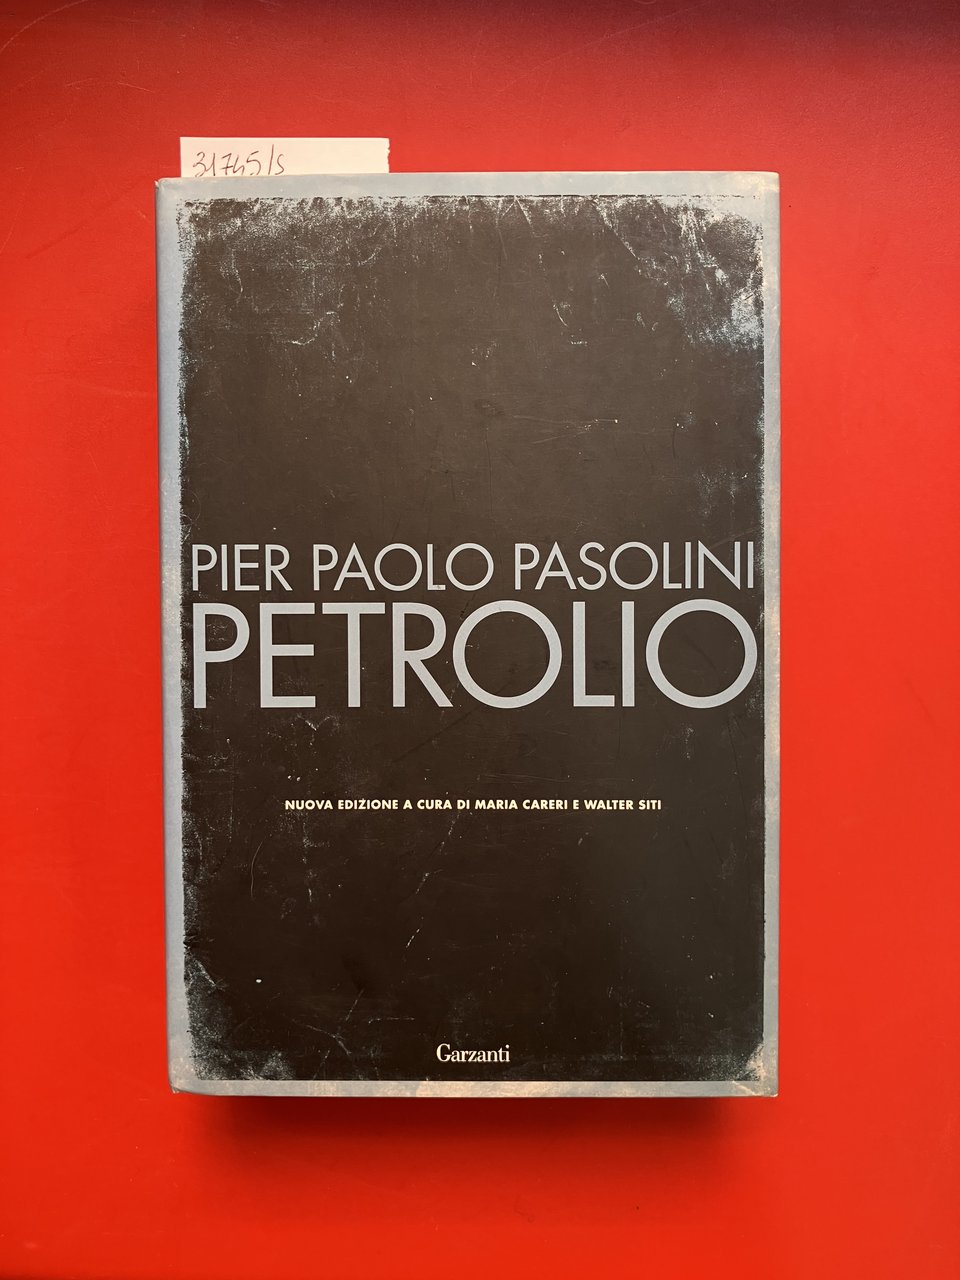 31745/s
PIER PAOLO PASOLINI
PETROLIO
NUOVA EDIZIONE A CURA DI MARIA CARERI E WALTER SITI
Garzanti